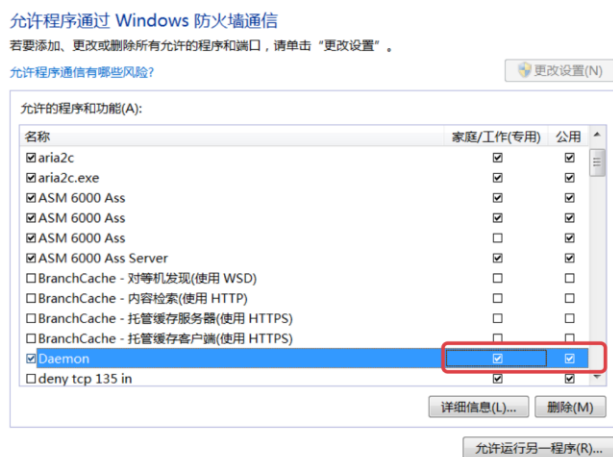 允许程序通过 Windows 防火墙通信
若要添加、更改或删除所有允许的程序和端口，请单击“更改设置”。
允许程序通信有哪些风险?
更改设置(N)
允许的程序和功能(A):
名称 家庭/工作(专用) 公用
aria2c
aria2c.exe
ASM 6000 Ass
ASM 6000 Ass
ASM 6000 Ass
ASM 6000 Ass Server
BranchCache - 对等机发现(使用 WSD)
BranchCache - 内容检索(使用 HTTP)
BranchCache - 托管缓存服务器(使用 HTTPS)
BranchCache - 托管缓存客户端(使用 HTTPS)
Daemon
deny tcp 135 in
详细信息(L)... 删除(M)
允许运行另一程序(R)...